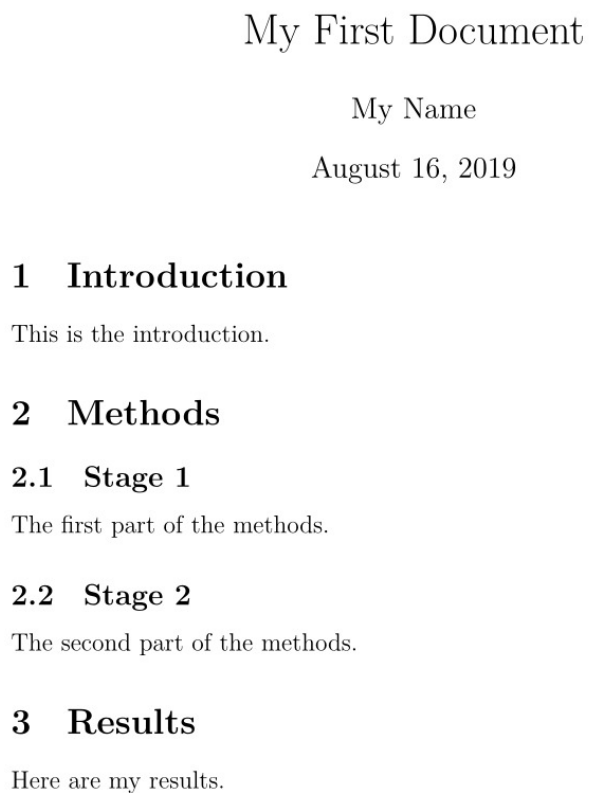 My First Document
My Name
August 16, 2019
1 Introduction
This is the introduction.
2 Methods
2.1 Stage 1
The first part of the methods.
2.2 Stage 2
The second part of the methods.
3 Results
Here are my results.